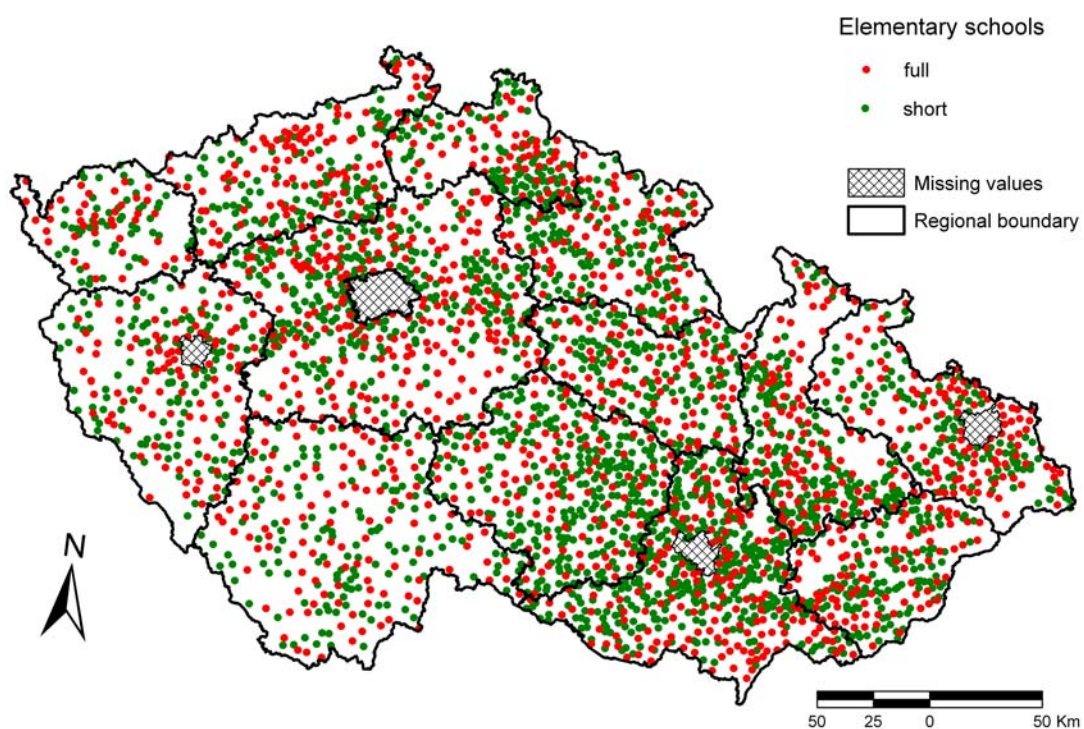 Elementary schools
full
short
Missing values
Regional boundary
N
50 25 0 50 Km